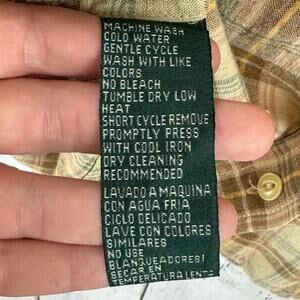 MACHINE WASH
COLD WATER
GENTLE CYCLE
WASH WITH LIKE
COLORS
NO BLEACH
TUMBLE DRY LOW
HEAT
SHORT CYCLE REMOVE
PROMPTLY PRESS
WITH COOL IRON
DRY CLEANING
RECOMMENDED
LAVADO A MAQUINA
CON AGUA FRIA
CICLO DELICADO
LAVE CON COLORES
SIMILARES
NO USE
BLANQUEADORES!
SECAR EN
TEMPERATURA LENTA